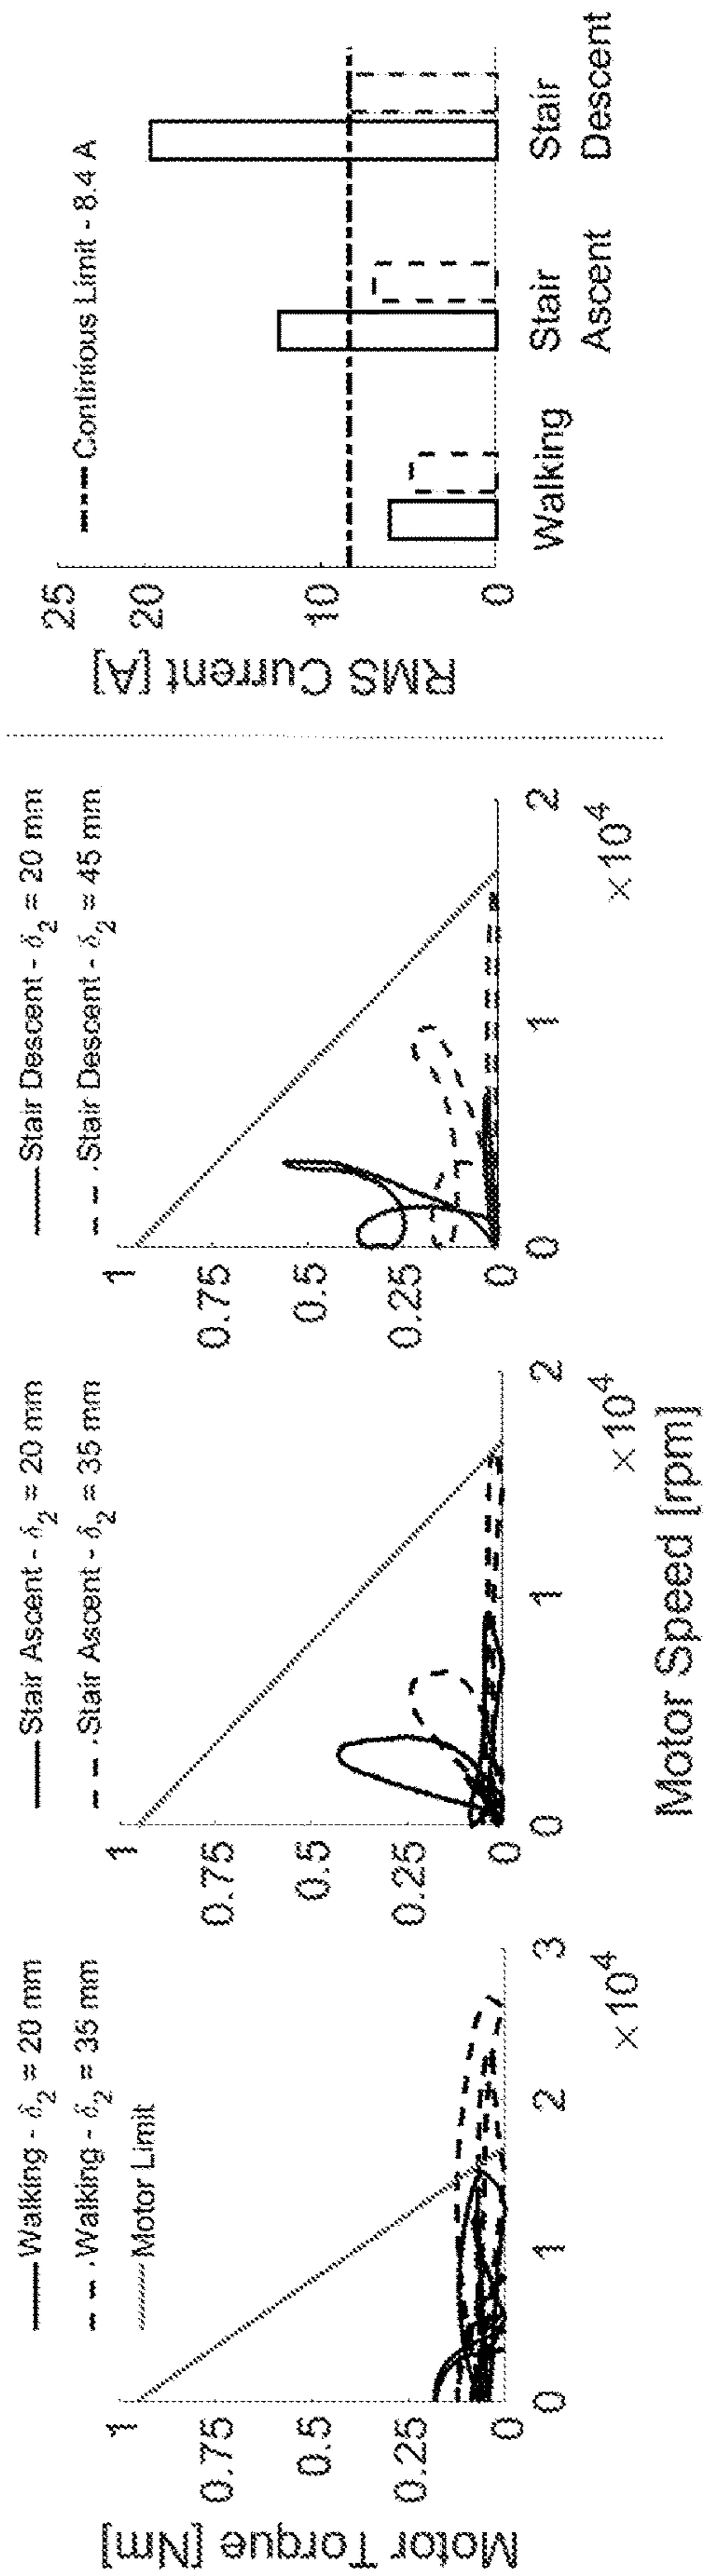 Motor Torque [Nm]
1
0.75
0.5
0.25
0
Walking - δ2 = 20 mm
Walking - δ2 = 35 mm
Motor Limit
0
1
2
3
×10^4
1
0.75
0.5
0.25
0
Stair Ascent - δ2 = 20 mm
Stair Ascent - δ2 = 35 mm
0
1
2
×10^4
Motor Speed [rpm]
1
0.75
0.5
0.25
0
Stair Descent - δ2 = 20 mm
Stair Descent - δ2 = 45 mm
0
1
2
×10^4
RMS Current [A]
25
20
10
0
Continious Limit - 8.4 A
Walking
Stair
Ascent
Stair
Descent